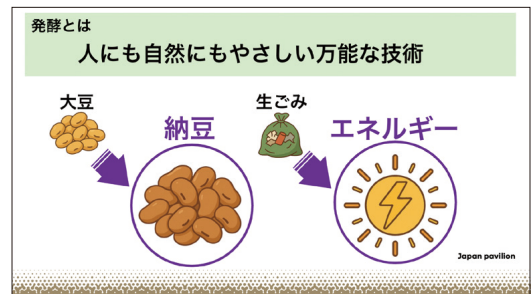 発酵とは
人にも自然にもやさしい万能な技術
大豆
納豆
生ごみ
エネルギー
Japan pavilion